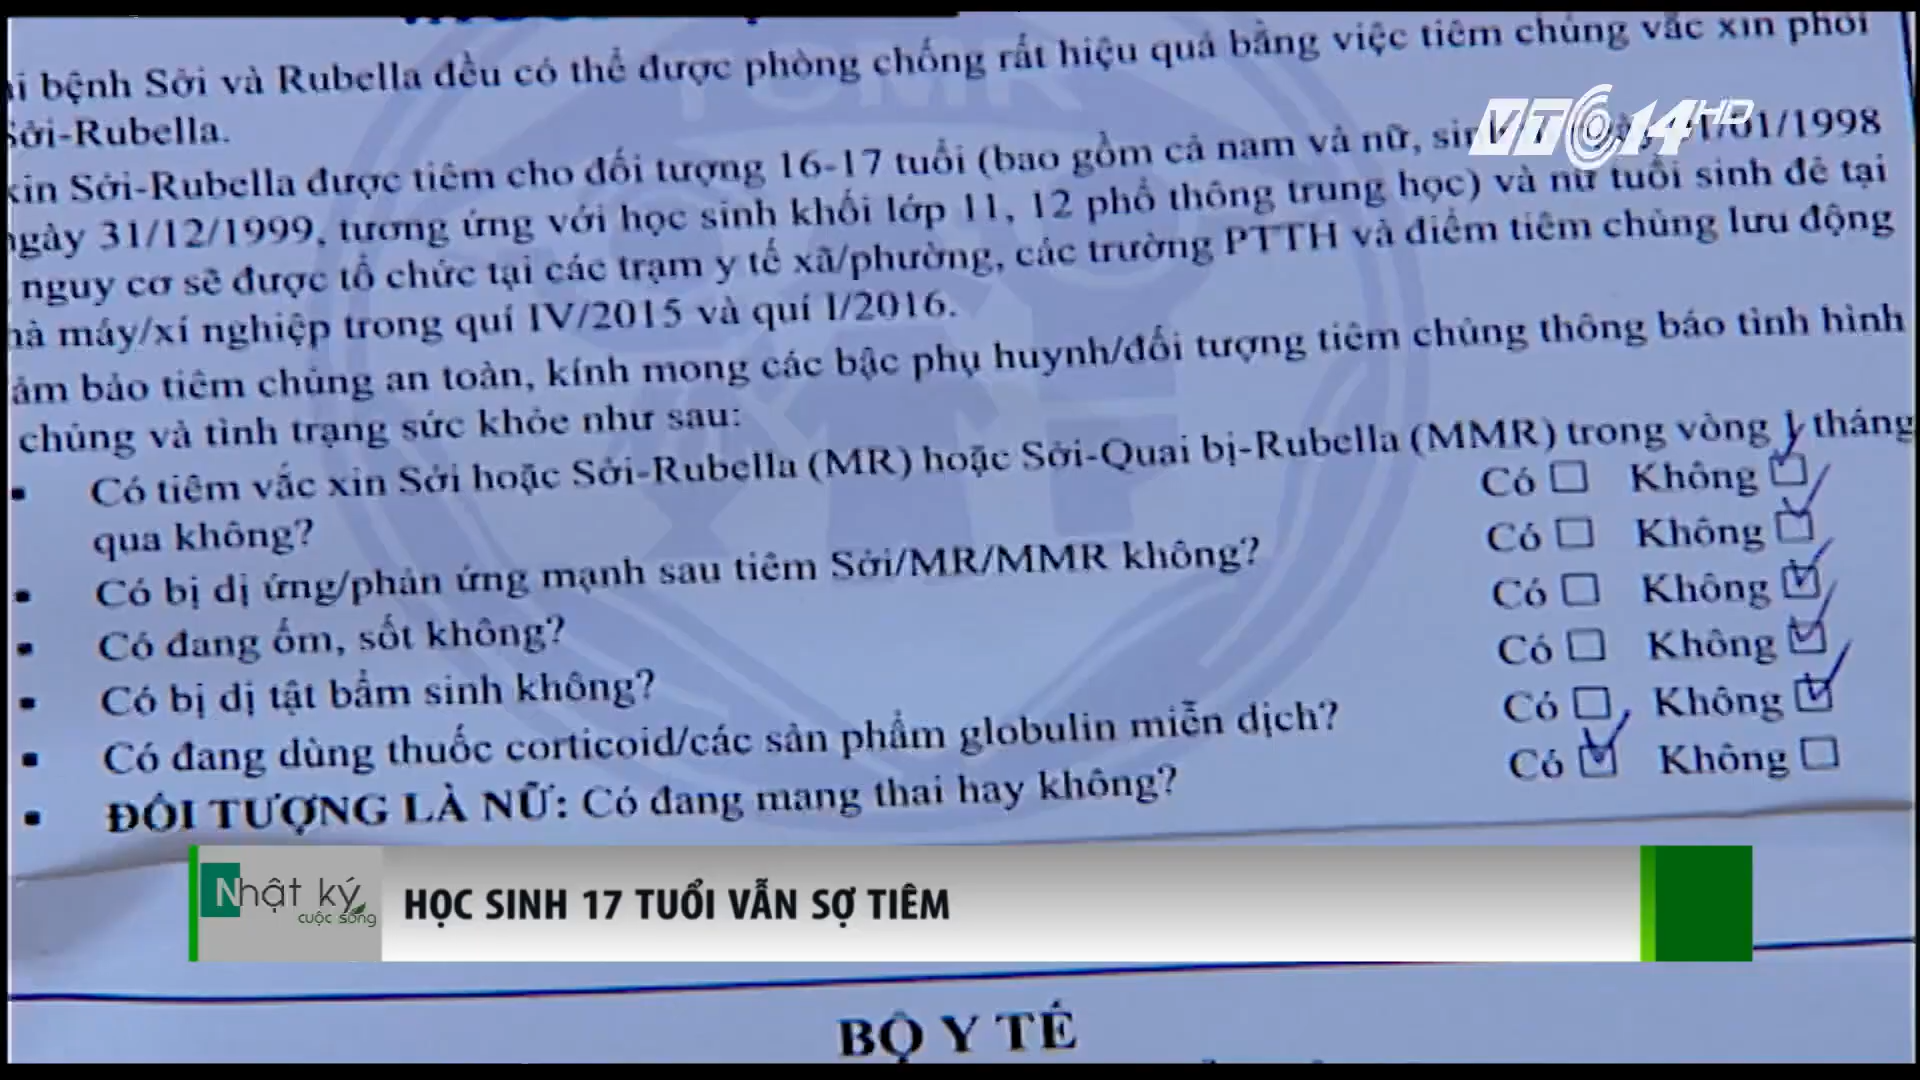 bệnh Sởi và Rubella đều có thể được phòng chống rất hiệu quả bằng việc tiêm chủng vắc xin phối
Sởi-Rubella.
VTC14 HD
xin Sởi-Rubella được tiêm cho đối tượng 16-17 tuổi (bao gồm cả nam và nữ, /01/1998
ngày 31/12/1999, tương ứng với học sinh khối lớp 11, 12 phổ thông trung học) và nữ tuổi sinh đẻ tại
nguy cơ sẽ được tổ chức tại các trạm y tế xã/phường, các trường PTTH và điểm tiêm chủng lưu động
máy/xí nghiệp trong quí IV/2015 và quí I/2016.
bảo tiêm chủng an toàn, kính mong các bậc phụ huynh/đối tượng tiêm chủng thông báo tình hình
chủng và tình trạng sức khỏe như sau:
Có tiêm vắc xin Sởi hoặc Sởi-Rubella (MR) hoặc Sởi-Quai bị-Rubella (MMR) trong vòng 1 tháng
qua không? Có Không
Có bị dị ứng/phản ứng mạnh sau tiêm Sởi/MR/MMR không? Có Không
Có đang ốm, sốt không? Có Không
Có bị dị tật bẩm sinh không? Có Không
Có đang dùng thuốc corticoid/các sản phẩm globulin miễn dịch? Có Không
ĐỐI TƯỢNG LÀ NỮ: Có đang mang thai hay không? Có Không
Nhật ký
cuộc sống
HỌC SINH 17 TUỔI VẪN SỢ TIÊM
BỘ Y TẾ